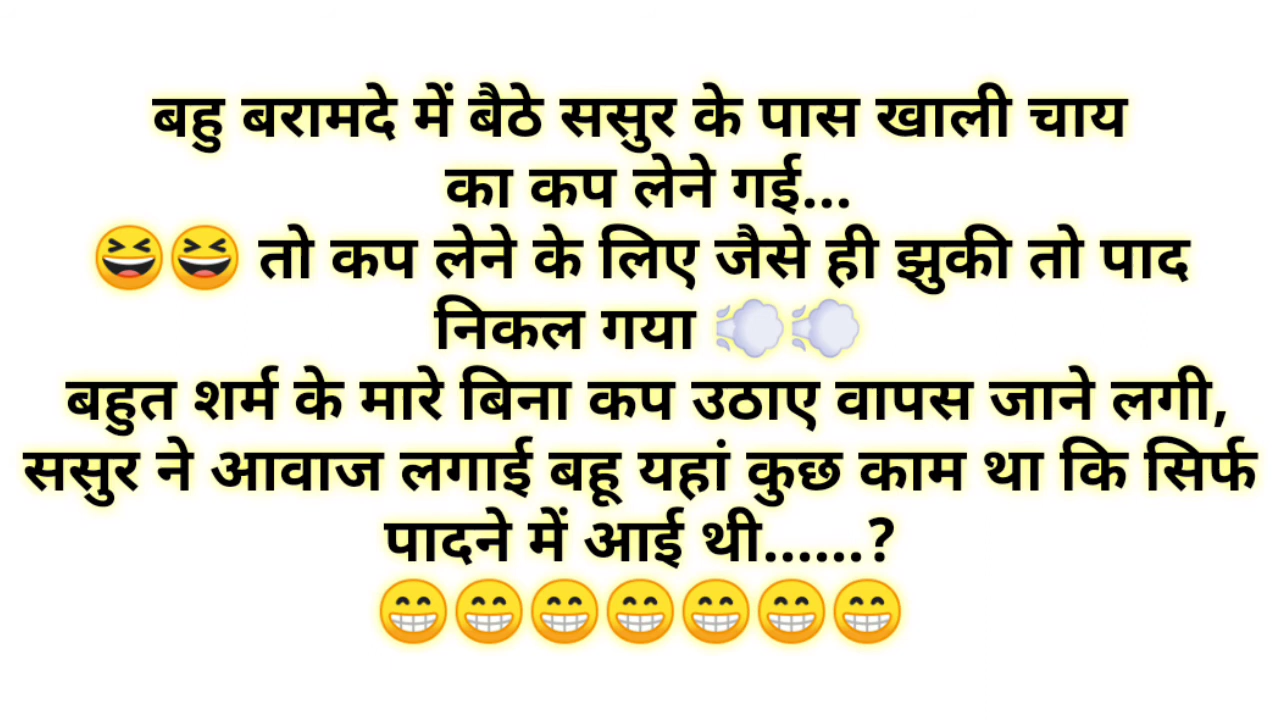 बहु बरामदे में बैठे ससुर के पास खाली चाय
का कप लेने गई...
😆😆 तो कप लेने के लिए जैसे ही झुकी तो पाद
निकल गया 💨💨
बहुत शर्म के मारे बिना कप उठाए वापस जाने लगी,
ससुर ने आवाज लगाई बहू यहां कुछ काम था कि सिर्फ
पादने में आई थी......?
😁😁😁😁😁😁😁